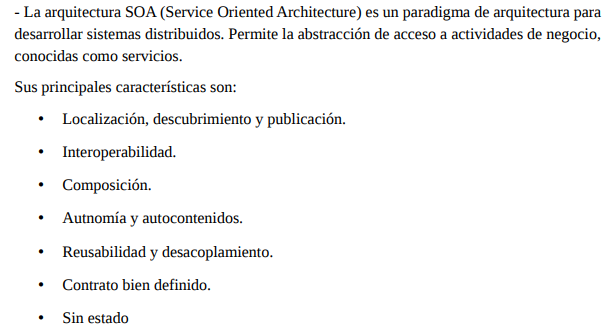 - La arquitectura SOA (Service Oriented Architecture) es un paradigma de arquitectura para
desarrollar sistemas distribuidos. Permite la abstracción de acceso a actividades de negocio,
conocidas como servicios.
Sus principales características son:
• Localización, descubrimiento y publicación.
• Interoperabilidad.
• Composición.
• Autnomía y autocontenidos.
• Reusabilidad y desacoplamiento.
• Contrato bien definido.
• Sin estado